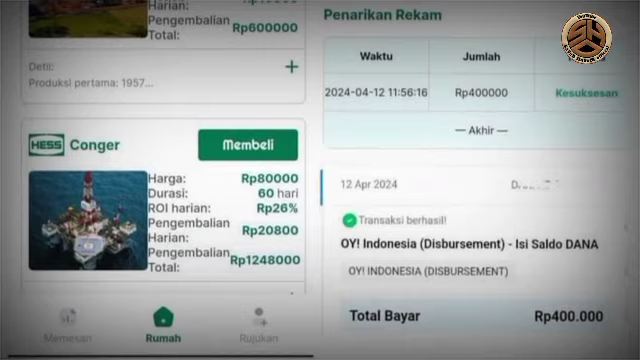 Harian:
Pengembalian
Total:
Rp600000
Detil:
Produksi pertama: 1957...
+
HESS Conger
Membeli
Harga: Rp80000
Durasi: 60 hari
ROI harian: Rp26%
Pengembalian
Harian:
Rp20800
Pengembalian
Total:
Rp1248000
Memesan
Rumah
Rujukan
Penarikan Rekam
Waktu Jumlah
2024-04-12 11:56:16 Rp400000 Kesuksesan
— Akhir —
12 Apr 2024
Transaksi berhasil!
OY! Indonesia (Disbursement) - Isi Saldo DANA
OY! INDONESIA (DISBURSEMENT)
Total Bayar Rp400.000